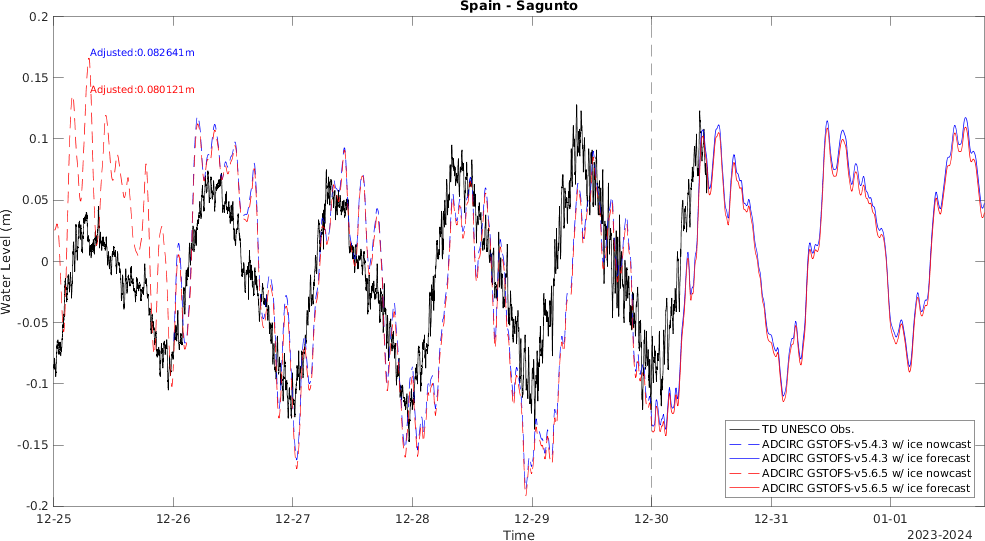 Spain - Sagunto
0.2
0.15
0.1
0.05
0
-0.05
-0.1
-0.15
-0.2
Water Level (m)
Adjusted:0.082641m
Adjusted:0.080121m
TD UNESCO Obs.
ADCIRC GSTOFS-v5.4.3 w/ ice nowcast
ADCIRC GSTOFS-v5.4.3 w/ ice forecast
ADCIRC GSTOFS-v5.6.5 w/ ice nowcast
ADCIRC GSTOFS-v5.6.5 w/ ice forecast
12-25 12-26 12-27 12-28 12-29 12-30 12-31 01-01
Time
2023-2024